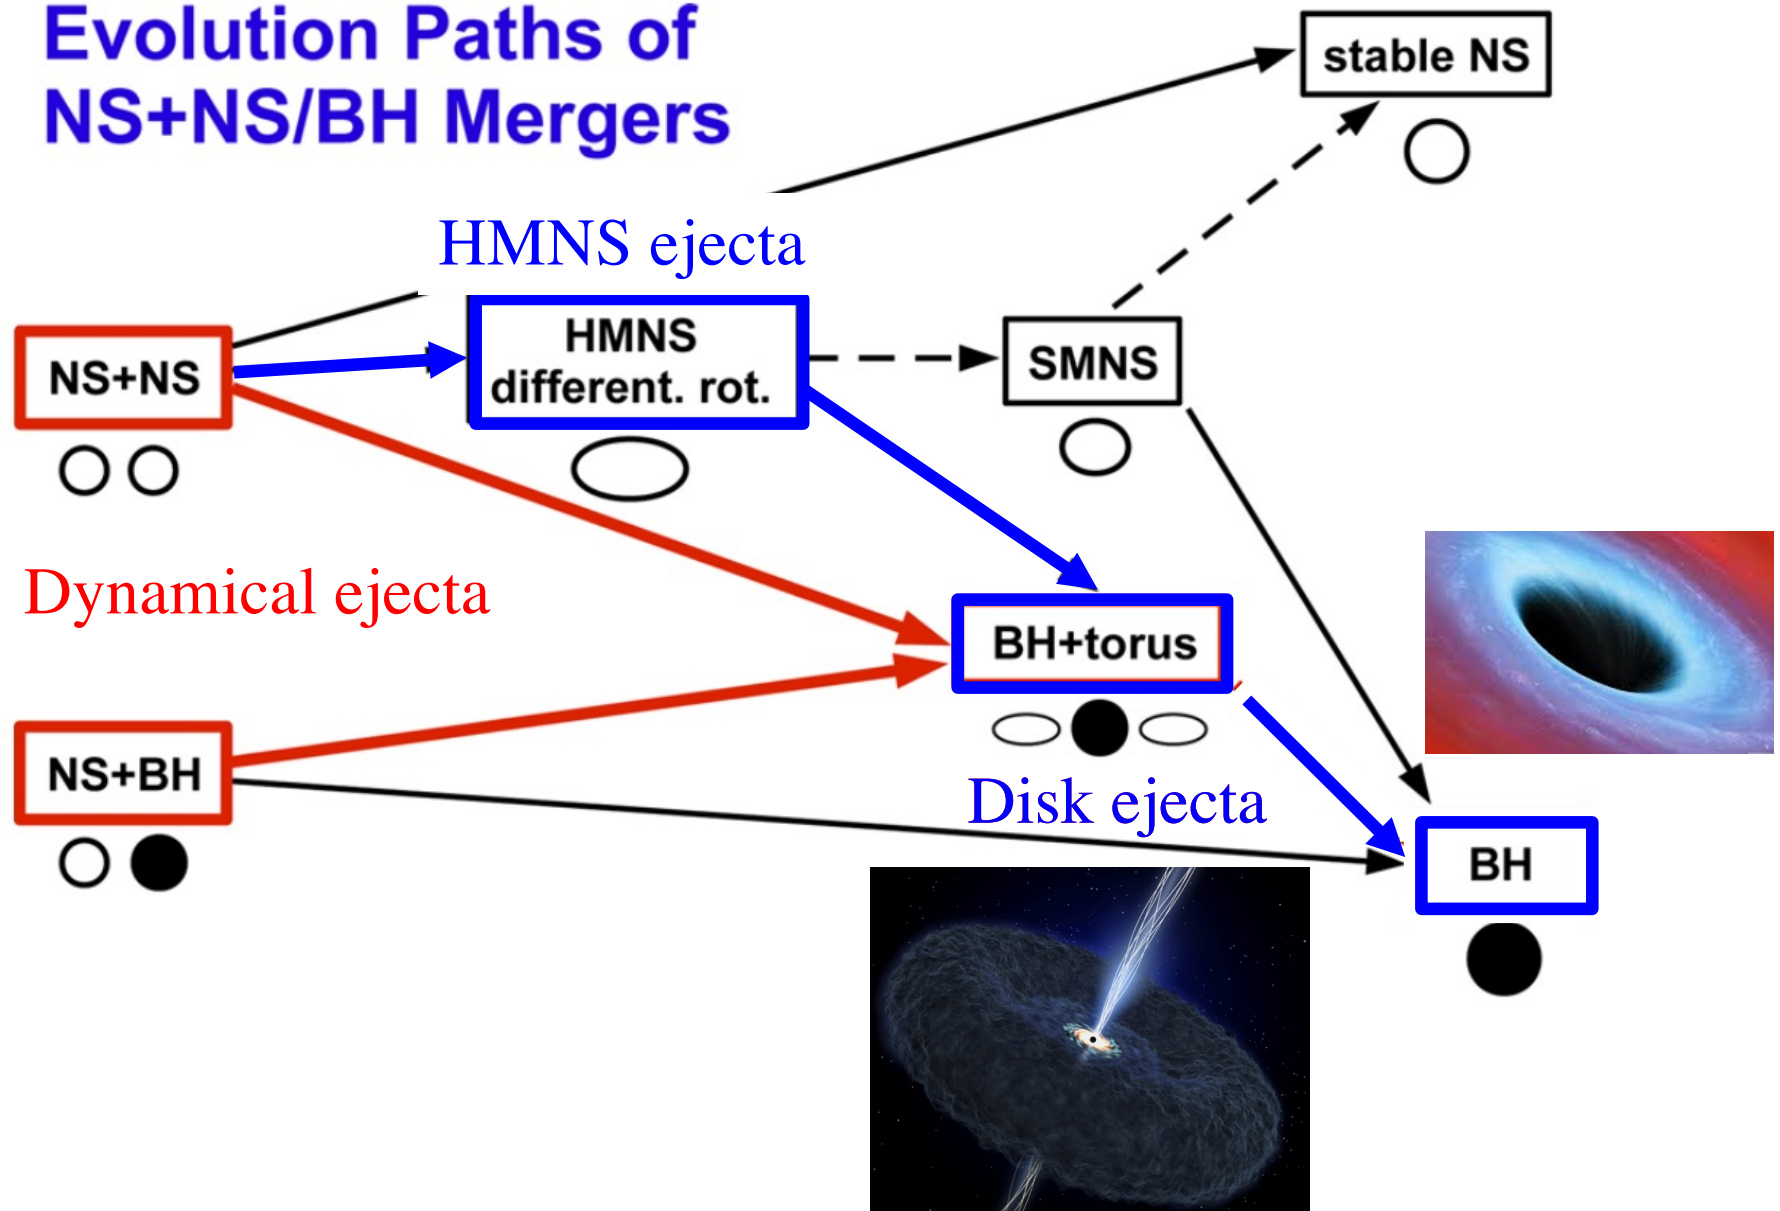 Evolution Paths of
NS+NS/BH Mergers
stable NS
HMNS ejecta
HMNS
different. rot.
NS+NS
SMNS
Dynamical ejecta
BH+torus
NS+BH
Disk ejecta
BH